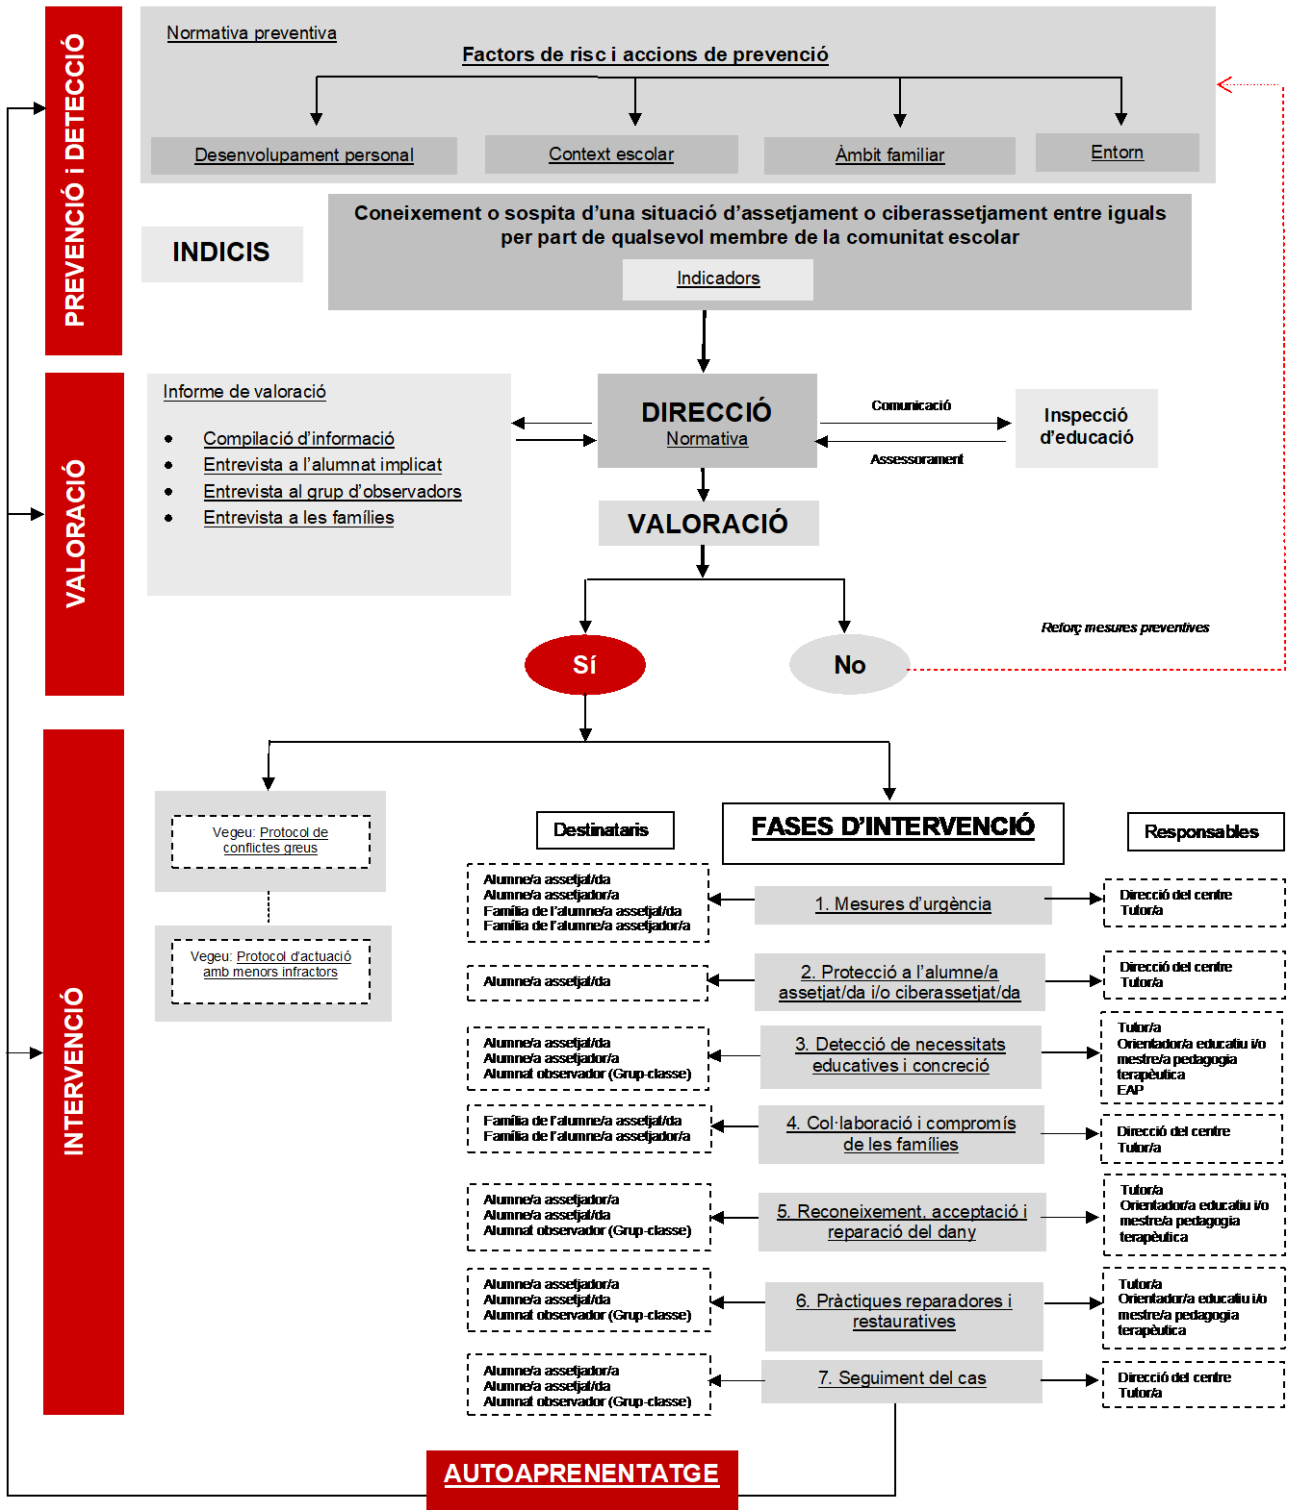 PREVENCIÓ i DETECCIÓ
Normativa preventiva
Factors de risc i accions de prevenció
Desenvolupament personal
Context escolar
Àmbit familiar
Entorn
INDICIS
Coneixement o sospita d’una situació d’assetjament o ciberassetjament entre iguals
per part de qualsevol membre de la comunitat escolar
Indicadors
VALORACIÓ
Informe de valoració
• Compilació d’informació
• Entrevista a l’alumnat implicat
• Entrevista al grup d’observadors
• Entrevista a les famílies
DIRECCIÓ
Normativa
Comunicació
Assessorament
Inspecció
d’educació
VALORACIÓ
Sí
No
Reforç mesures preventives
INTERVENCIÓ
Vegeu: Protocol de
conflictes greus
Vegeu: Protocol d’actuació
amb menors infractors
Destinataris
FASES D’INTERVENCIÓ
Responsables
Alumne/a assetjat/da
Alumne/a assetjador/a
Família de l’alumne/a assetjat/da
Família de l’alumne/a assetjador/a
1. Mesures d’urgència
Direcció del centre
Tutor/a
Alumne/a assetjat/da
2. Protecció a l’alumne/a
assetjat/da i/o ciberassetjat/da
Direcció del centre
Tutor/a
Alumne/a assetjat/da
Alumne/a assetjador/a
Alumnat observador (Grup-classe)
3. Detecció de necessitats
educatives i concreció
Tutor/a
Orientador/a educatiu i/o
mestre/a pedagogia
terapèutica
EAP
Família de l’alumne/a assetjat/da
Família de l’alumne/a assetjador/a
4. Col·laboració i compromís
de les famílies
Direcció del centre
Tutor/a
Alumne/a assetjador/a
Alumne/a assetjat/da
Alumnat observador (Grup-classe)
5. Reconeixement, acceptació i
reparació del dany
Tutor/a
Orientador/a educatiu i/o
mestre/a pedagogia
terapèutica
Alumne/a assetjador/a
Alumne/a assetjat/da
Alumnat observador (Grup-classe)
6. Pràctiques reparadores i
restauratives
Tutor/a
Orientador/a educatiu i/o
mestre/a pedagogia
terapèutica
Alumne/a assetjador/a
Alumne/a assetjat/da
Alumnat observador (Grup-classe)
7. Seguiment del cas
Direcció del centre
Tutor/a
AUTOAPRENENTATGE